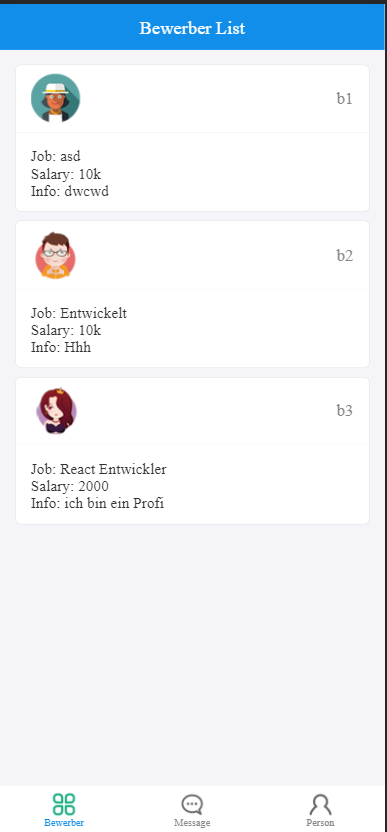 Bewerber List
b1
Job: asd
Salary: 10k
Info: dwcwd
b2
Job: Entwickelt
Salary: 10k
Info: Hhh
b3
Job: React Entwickler
Salary: 2000
Info: ich bin ein Profi
Bewerber
Message
Person